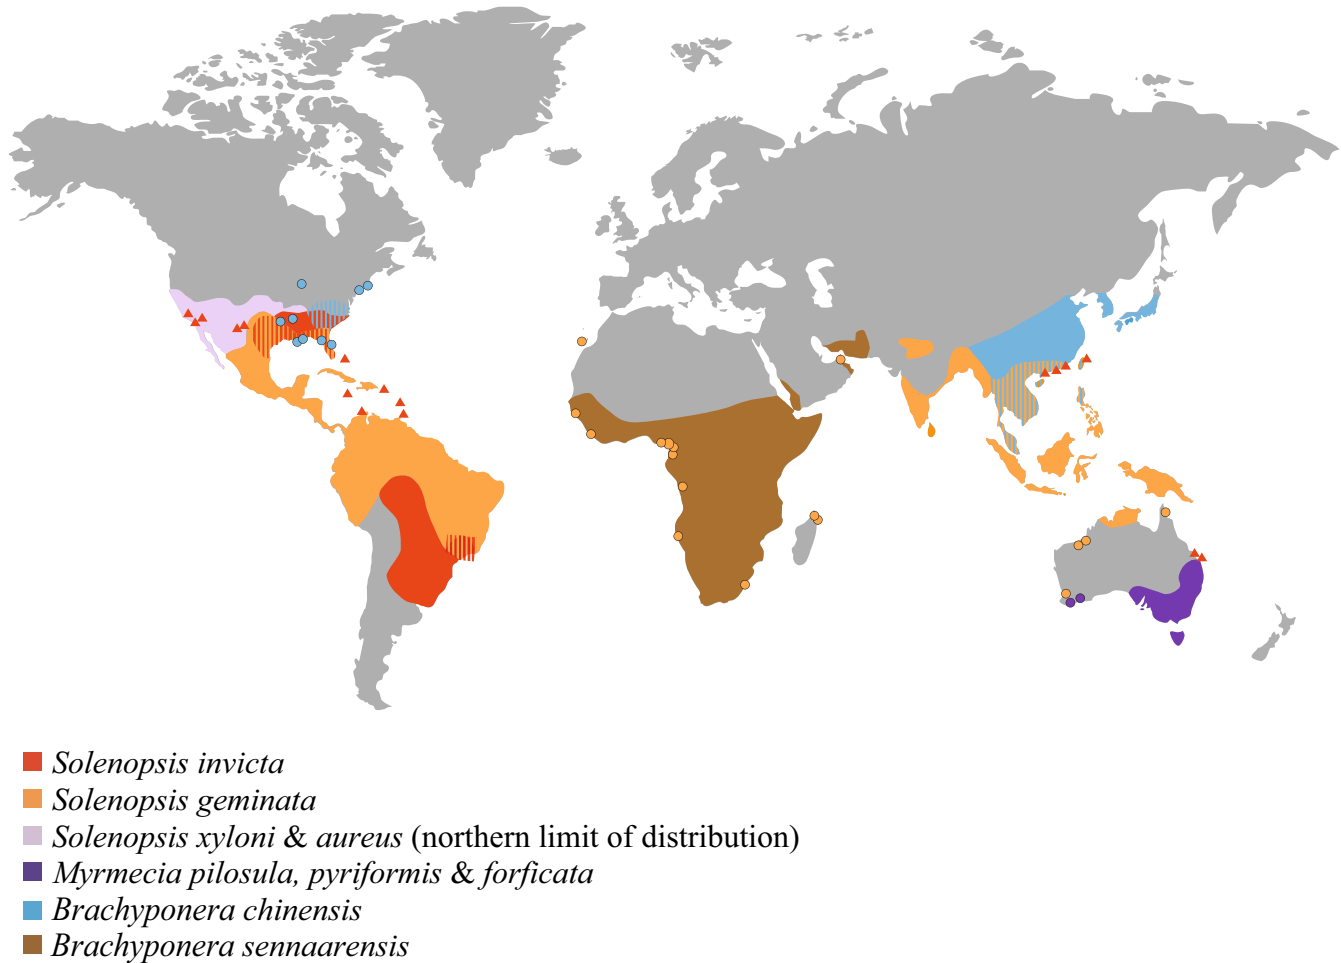 Solenopsis invicta
Solenopsis geminata
Solenopsis xyloni & aureus (northern limit of distribution)
Myrmecia pilosula, pyriformis & forficata
Brachyponera chinensis
Brachyponera sennaarensis